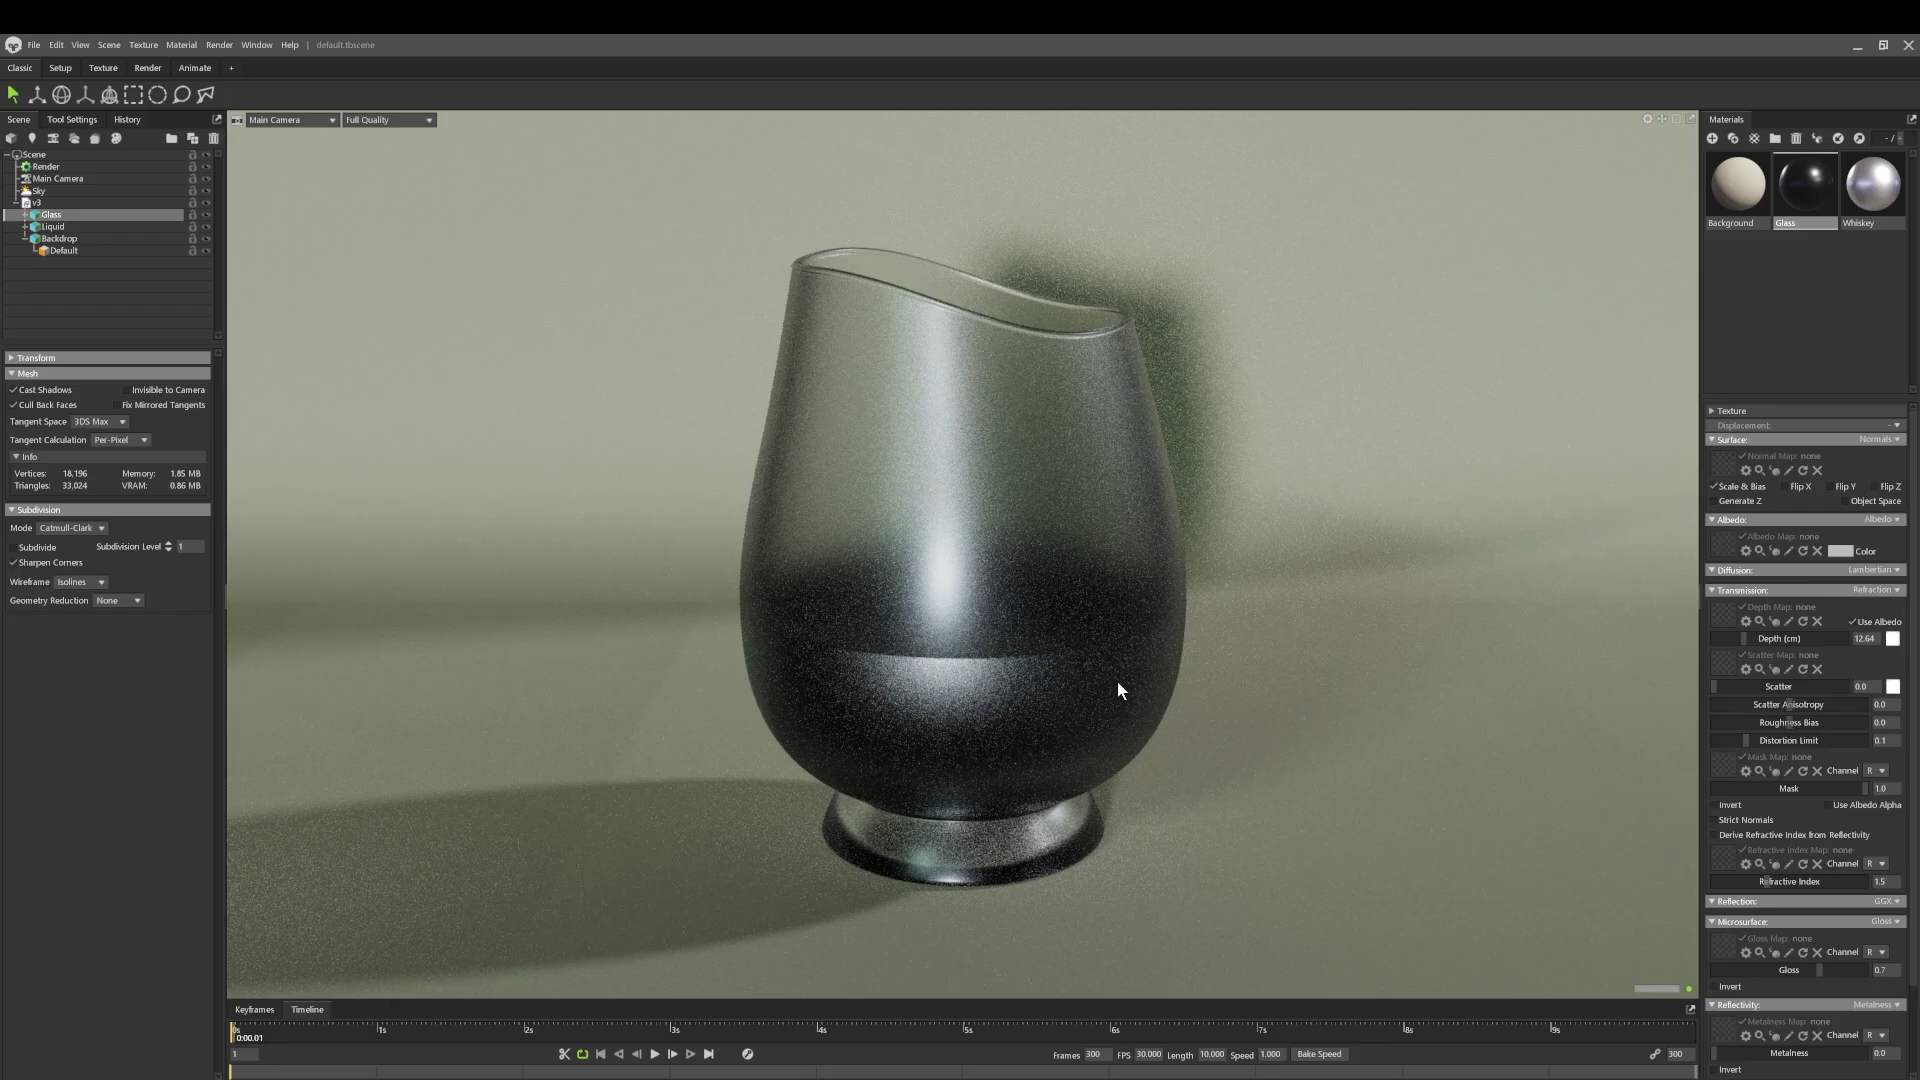 File Edit View Scene Texture Material Render Window Help | default.tbscene
Classic Setup Texture Render Animate +
Scene Tool Settings History
Main Camera Full Quality
Scene
Render
Main Camera
Sky
v3
Glass
Liquid
Backdrop
Default
Transform
Mesh
Cast Shadows Invisible to Camera
Cull Back Faces Fix Mirrored Tangents
Tangent Space 3DS Max
Tangent Calculation Per-Pixel
Info
Vertices: 18,196 Memory: 1.85 MB
Triangles: 33,024 VRAM: 0.86 MB
Subdivision
Mode Catmull-Clark
Subdivide Subdivision Level 1
Sharpen Corners
Wireframe Isolines
Geometry Reduction None
Keyframes Timeline
0s 1s 2s 3s 4s 5s 6s 7s 8s 9s
0:00.01
1
Frames 300 FPS 30.000 Length 10.000 Speed 1.000 Bake Speed 300
Materials
- /
Background Glass Whiskey
Texture
Displacement: -
Surface: Normals
Normal Map: none
Scale & Bias Flip X Flip Y Flip Z
Generate Z Object Space
Albedo: Albedo
Albedo Map: none
Color
Diffusion: Lambertian
Transmission: Refraction
Depth Map: none
Use Albedo
Depth (cm) 12.64
Scatter Map: none
Scatter 0.0
Scatter Anisotropy 0.0
Roughness Bias 0.0
Distortion Limit 0.1
Mask Map: none
Channel R
Mask 1.0
Invert Use Albedo Alpha
Strict Normals
Derive Refractive Index from Reflectivity
Refractive Index Map: none
Channel R
Refractive Index 1.5
Reflection: GGX
Microsurface: Gloss
Gloss Map: none
Channel R
Gloss 0.7
Invert
Reflectivity: Metalness
Metalness Map: none
Channel R
Metalness 0.0
Invert